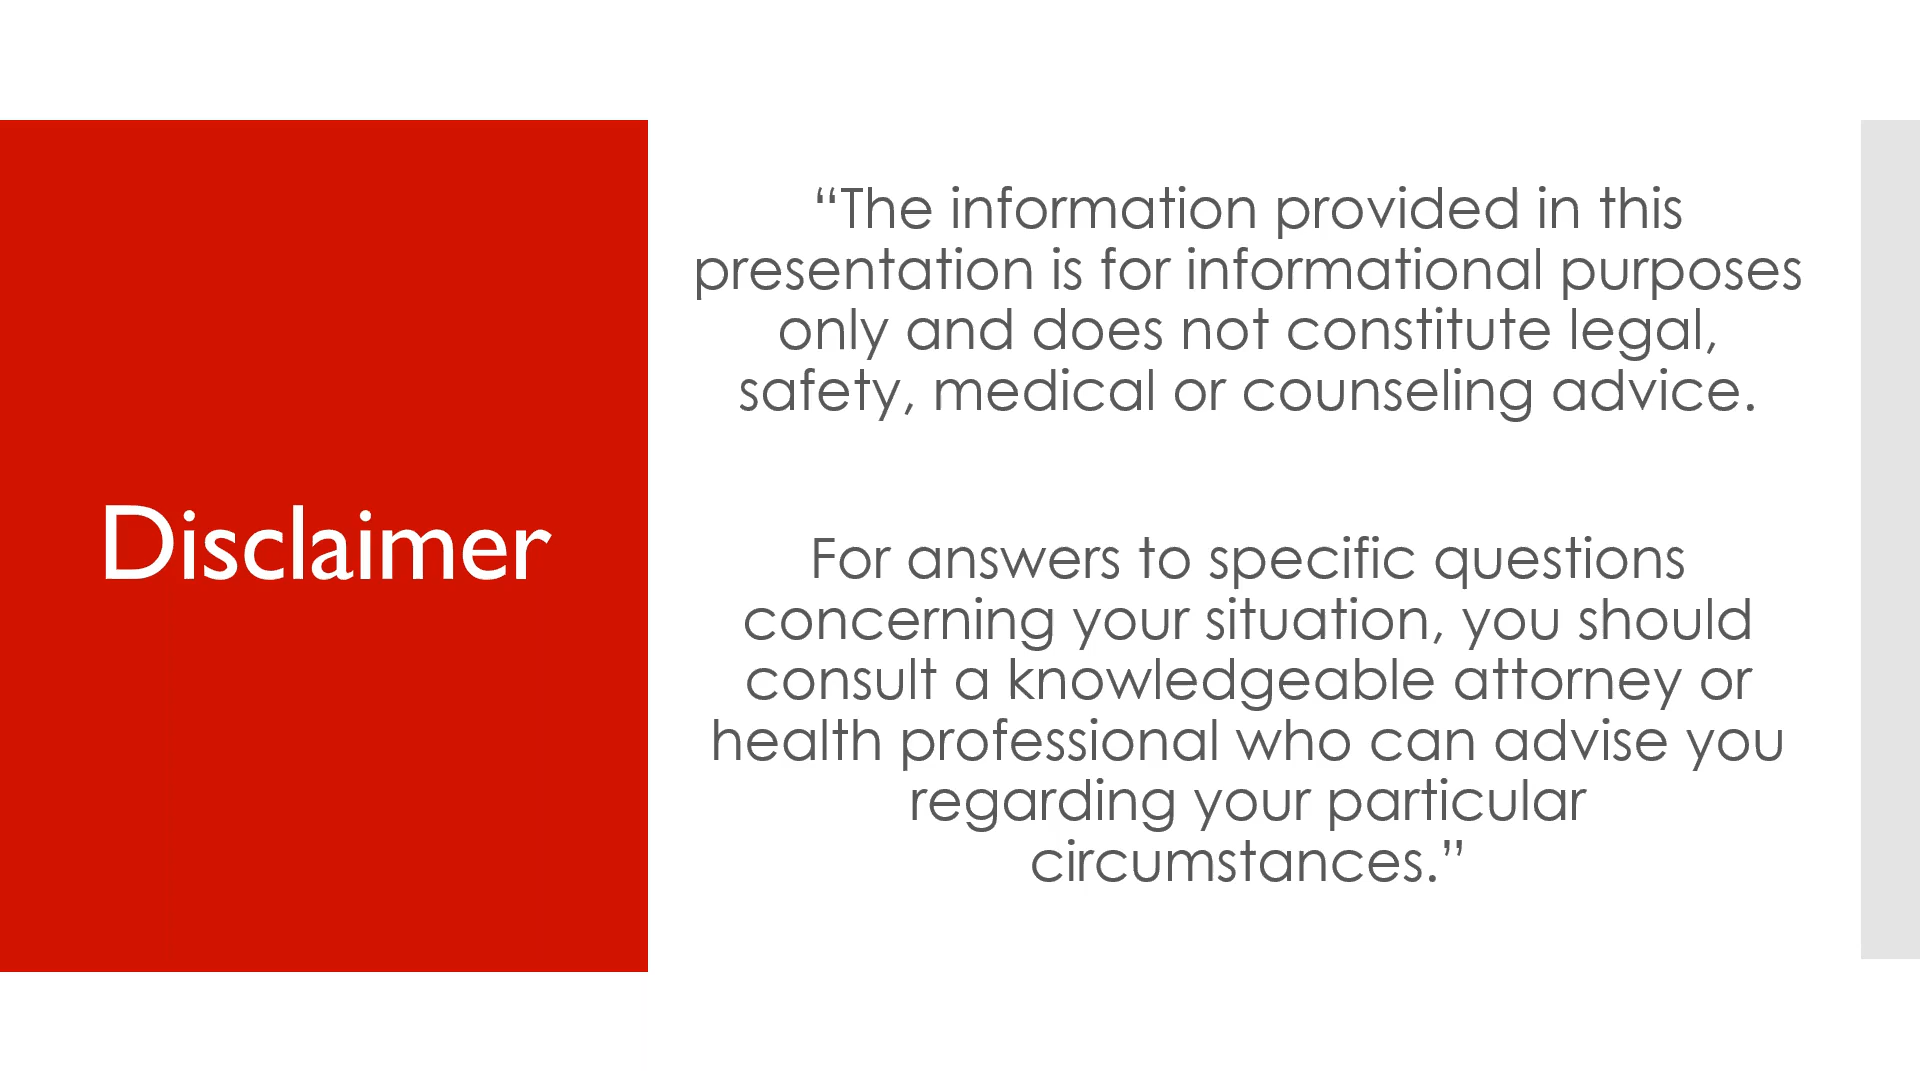 Disclaimer
“The information provided in this
presentation is for informational purposes
only and does not constitute legal,
safety, medical or counseling advice.
For answers to specific questions
concerning your situation, you should
consult a knowledgeable attorney or
health professional who can advise you
regarding your particular
circumstances.”